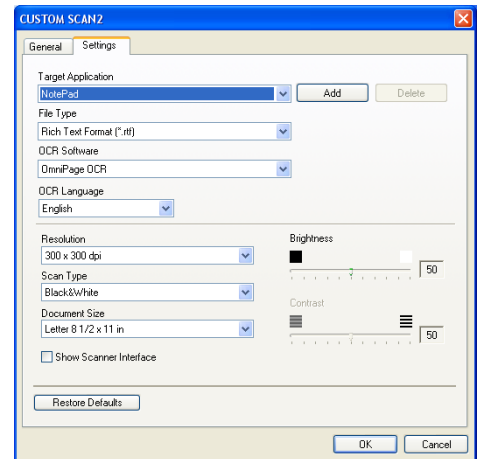 CUSTOM SCAN2
General Settings
Target Application
NotePad Add Delete
File Type
Rich Text Format (*.rtf)
OCR Software
OmniPage OCR
OCR Language
English
Resolution Brightness
300 x 300 dpi 50
Scan Type
Black&White Contrast
Document Size
Letter 8 1/2 x 11 in 50
Show Scanner Interface
Restore Defaults
OK Cancel